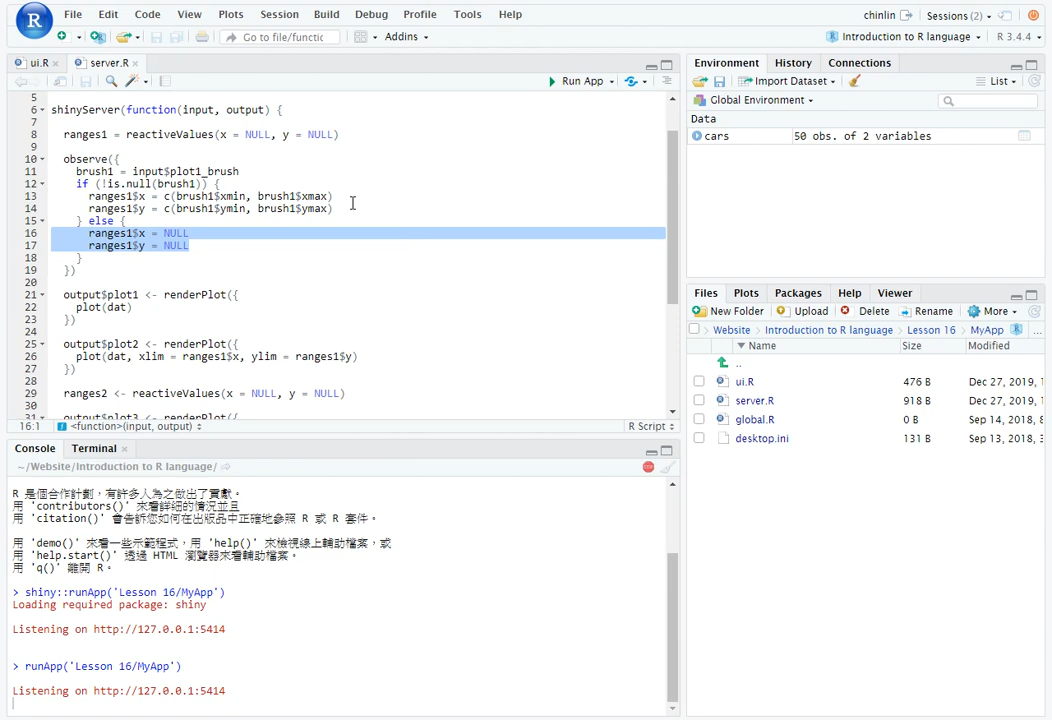 R File Edit Code View Plots Session Build Debug Profile Tools Help chinlin Sessions (2)
Go to file/functic Addins Introduction to R language R 3.4.4
ui.R × server.R ×
Run App
5
6 shinyServer(function(input, output) {
7
8 ranges1 = reactiveValues(x = NULL, y = NULL)
9
10 observe({
11 brush1 = input$plot1_brush
12 if (!is.null(brush1)) {
13 ranges1$x = c(brush1$xmin, brush1$xmax)
14 ranges1$y = c(brush1$ymin, brush1$ymax)
15 } else {
16 ranges1$x = NULL
17 ranges1$y = NULL
18 }
19 })
20
21 output$plot1 <- renderPlot({
22 plot(dat)
23 })
24
25 output$plot2 <- renderPlot({
26 plot(dat, xlim = ranges1$x, ylim = ranges1$y)
27 })
28
29 ranges2 <- reactiveValues(x = NULL, y = NULL)
30
31 output$plot3 <- renderPlot({
16:1 f <function>(input, output) R Script
Console Terminal ×
~/Website/Introduction to R language/
STOP
R 是個合作計劃，有許多人為之做出了貢獻。
用 'contributors()' 來看詳細的情況並且
用 'citation()' 會告訴您如何在出版品中正確地參照 R 或 R 套件。
用 'demo()' 來看一些示範程式，用 'help()' 來檢視線上輔助檔案，或
用 'help.start()' 透過 HTML 瀏覽器來看輔助檔案。
用 'q()' 離開 R。
> shiny::runApp('Lesson 16/MyApp')
Loading required package: shiny
Listening on http://127.0.0.1:5414
> runApp('Lesson 16/MyApp')
Listening on http://127.0.0.1:5414
Environment History Connections
Import Dataset List
Global Environment
Data
cars 50 obs. of 2 variables
Files Plots Packages Help Viewer
New Folder Upload Delete Rename More
Website Introduction to R language Lesson 16 MyApp ...
Name Size Modified
..
ui.R 476 B Dec 27, 2019,
server.R 918 B Dec 27, 2019,
global.R 0 B Sep 14, 2018,
desktop.ini 131 B Sep 13, 2018,